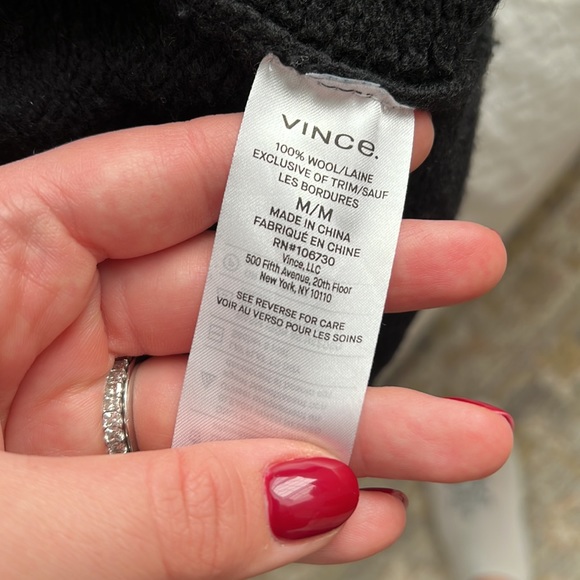 VINCE.
100% WOOL/LAINE
EXCLUSIVE OF TRIM/SAUF
LES BORDURES
M/M
MADE IN CHINA
FABRIQUÉ EN CHINE
RN#106730
Vince, LLC
500 Fifth Avenue, 20th Floor
New York, NY 10110
SEE REVERSE FOR CARE
VOIR AU VERSO POUR LES SOINS